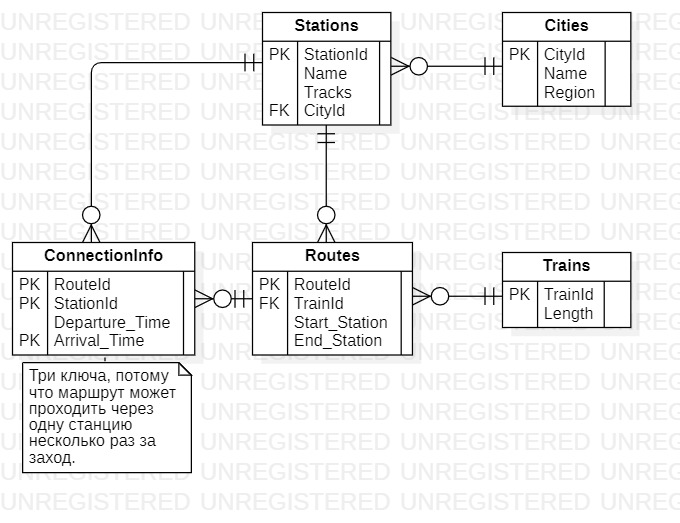 Stations
PK StationId
Name
Tracks
FK CityId
Cities
PK CityId
Name
Region
ConnectionInfo
PK RouteId
PK StationId
Departure_Time
PK Arrival_Time
Routes
PK RouteId
FK TrainId
Start_Station
End_Station
Trains
PK TrainId
Length
Три ключа, потому
что маршрут может
проходить через
одну станцию
несколько раз за
заход.
UNREGISTERED UNREGISTERED UNREGISTERED UNREGISTERED